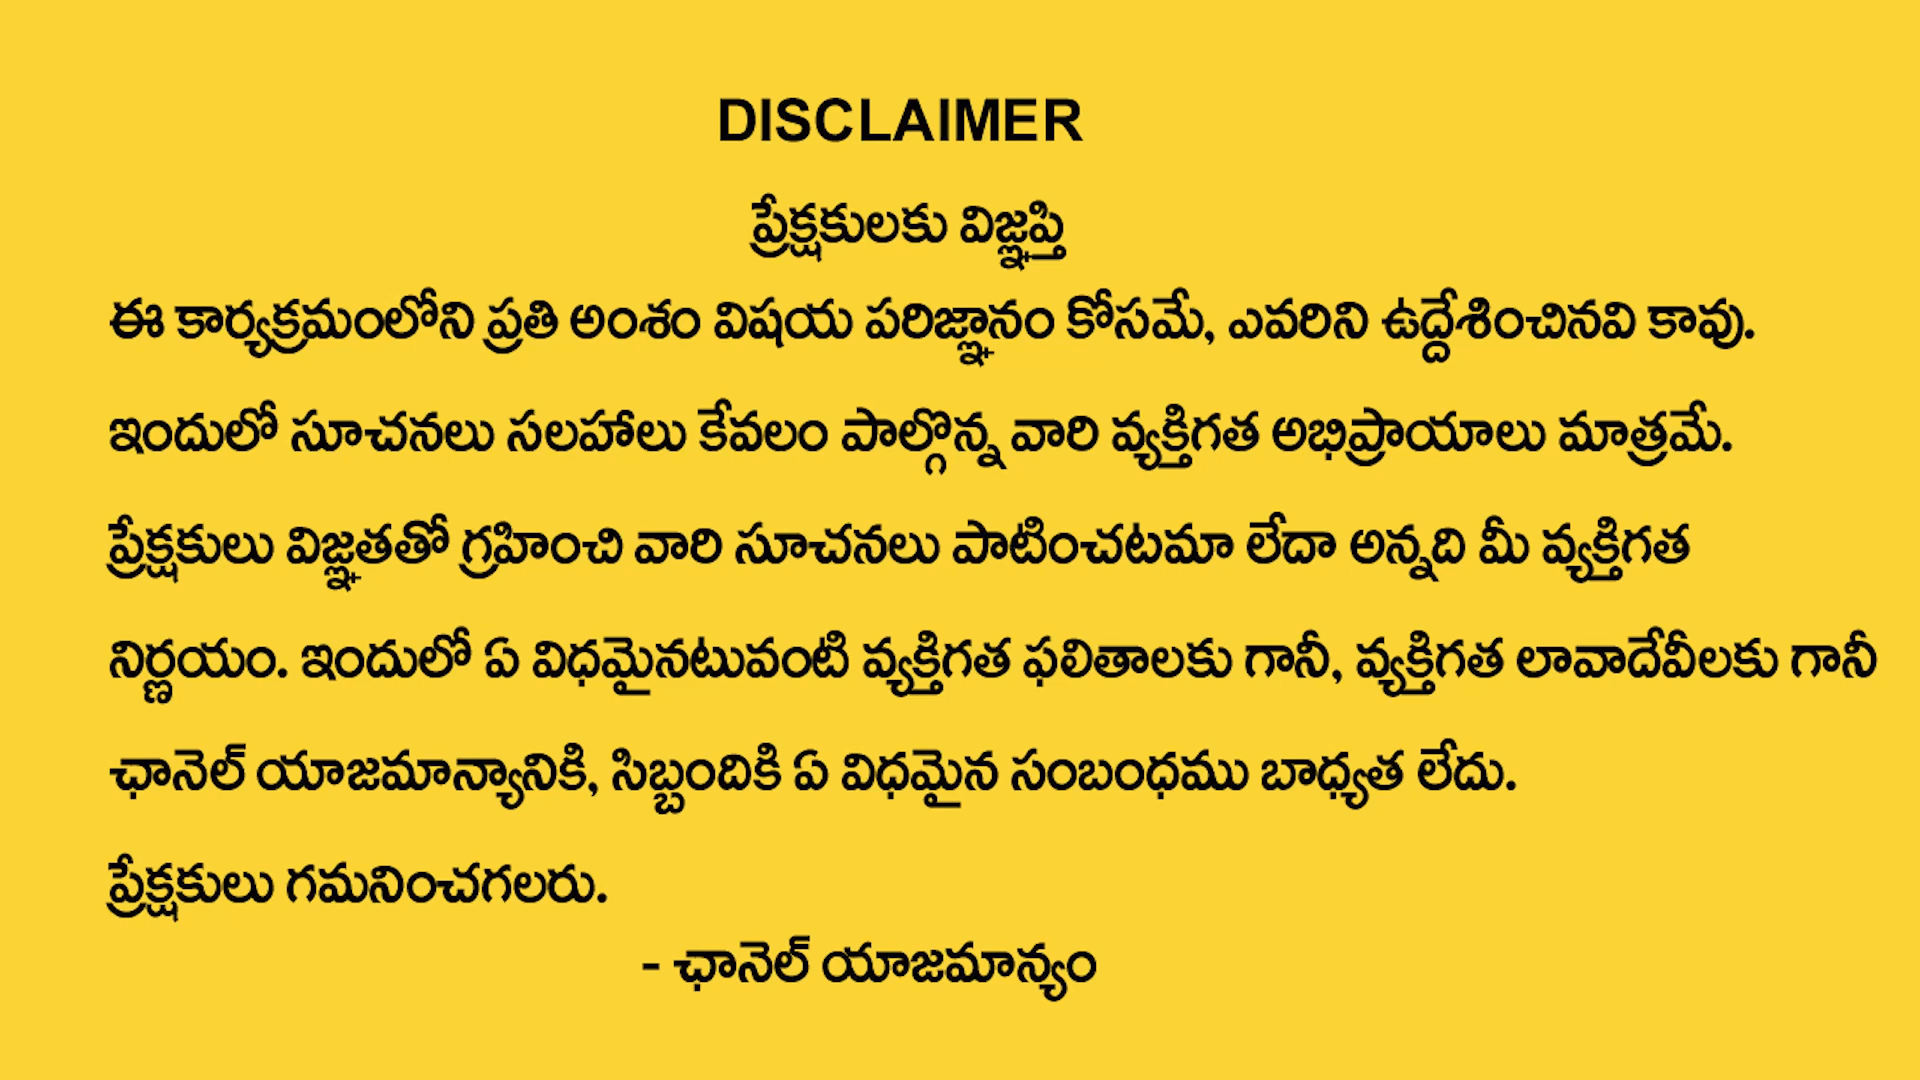 DISCLAIMER
ప్రేక్షకులకు విజ్ఞప్తి
ఈ కార్యక్రమంలోని ప్రతి అంశం విషయ పరిజ్ఞానం కోసమే, ఎవరిని ఉద్దేశించినవి కావు.
ఇందులో సూచనలు సలహాలు కేవలం పాల్గొన్న వారి వ్యక్తిగత అభిప్రాయాలు మాత్రమే.
ప్రేక్షకులు విజ్ఞతతో గ్రహించి వారి సూచనలు పాటించటమా లేదా అన్నది మీ వ్యక్తిగత
నిర్ణయం. ఇందులో ఏ విధమైనటువంటి వ్యక్తిగత ఫలితాలకు గానీ, వ్యక్తిగత లావాదేవీలకు గానీ
ఛానెల్ యాజమాన్యానికి, సిబ్బందికి ఏ విధమైన సంబంధము బాధ్యత లేదు.
ప్రేక్షకులు గమనించగలరు.
- ఛానెల్ యాజమాన్యం